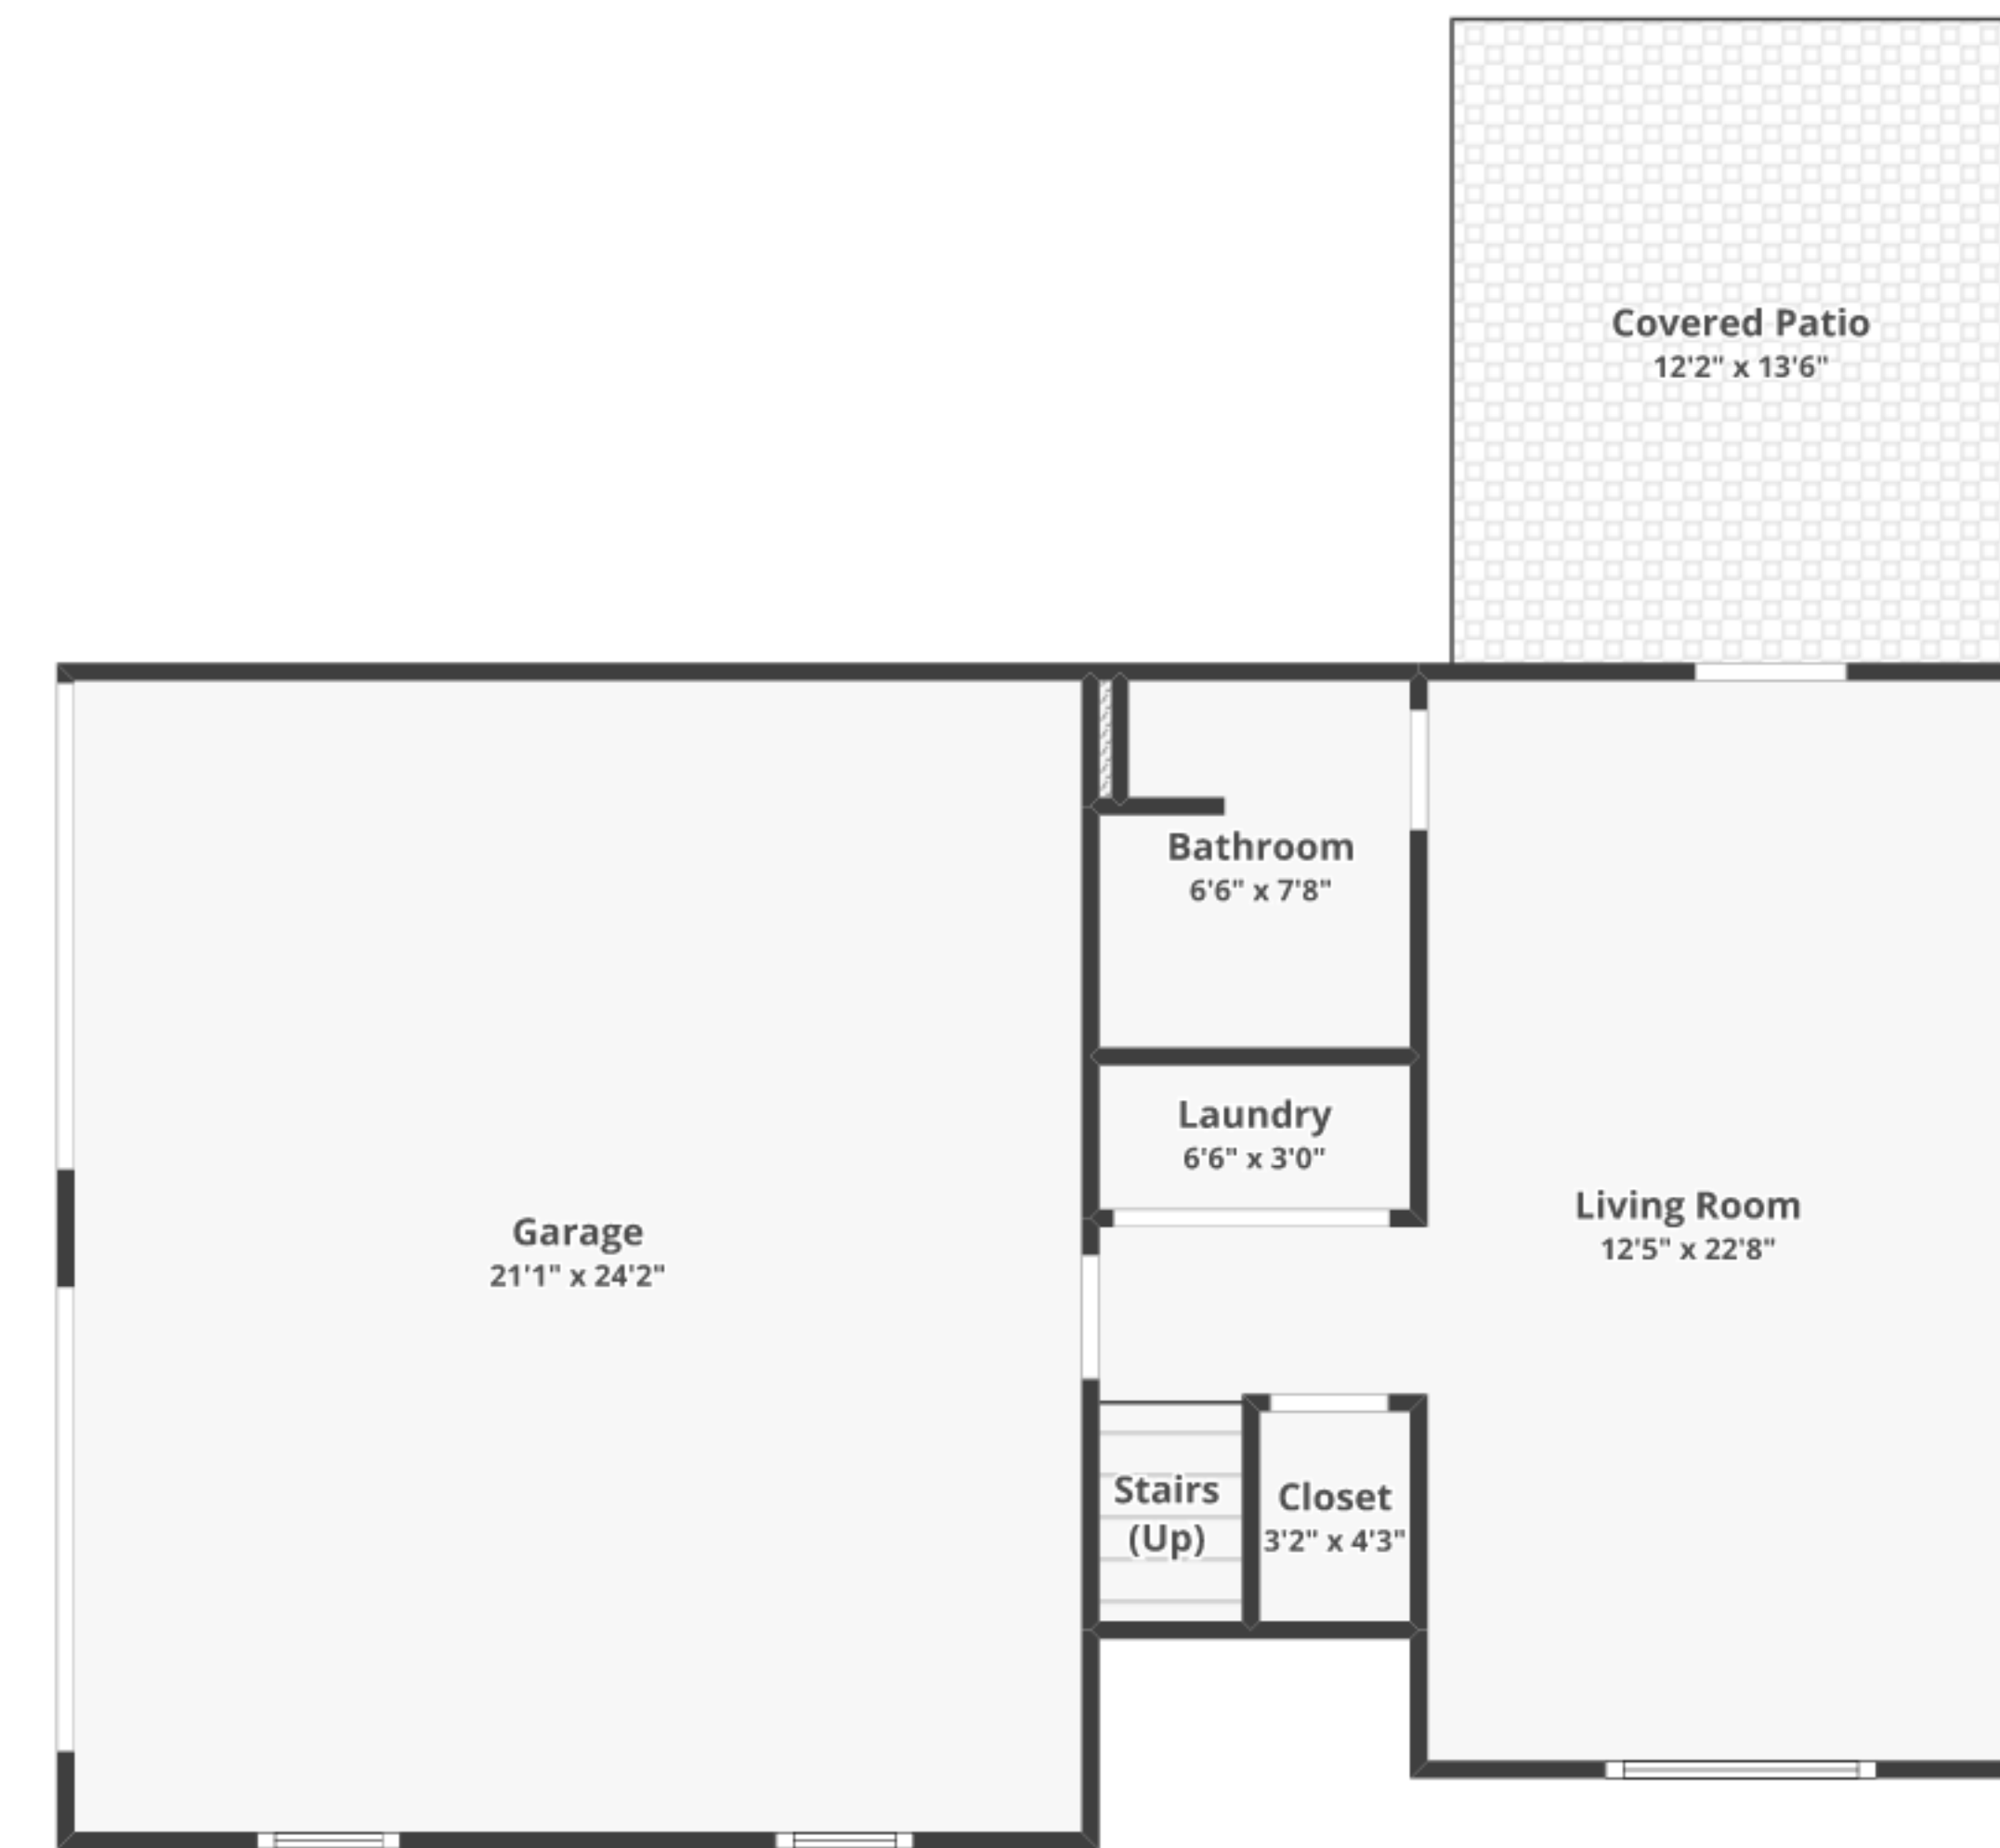 Covered Patio
12'2" x 13'6"
Bathroom
6'6" x 7'8"
Laundry
6'6" x 3'0"
Living Room
12'5" x 22'8"
Garage
21'1" x 24'2"
Stairs
(Up)
Closet
3'2" x 4'3"